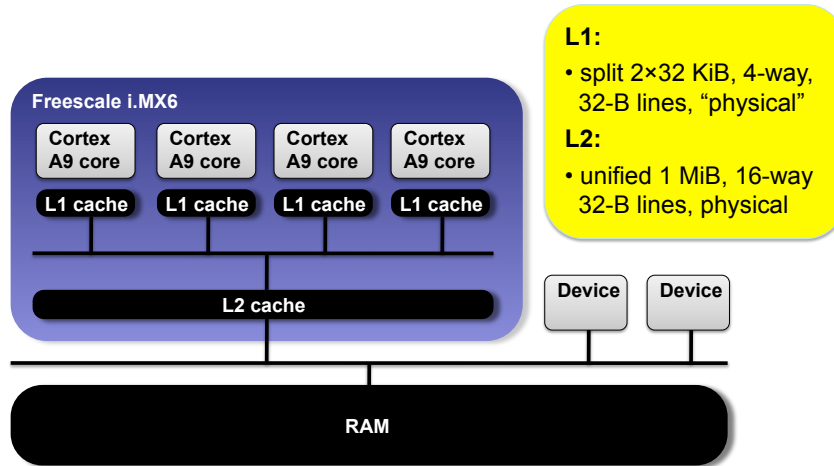 L1:
• split 2×32 KiB, 4-way,
32-B lines, “physical”
L2:
• unified 1 MiB, 16-way
32-B lines, physical
Freescale i.MX6
Cortex
A9 core
Cortex
A9 core
Cortex
A9 core
Cortex
A9 core
L1 cache
L1 cache
L1 cache
L1 cache
L2 cache
Device
Device
RAM